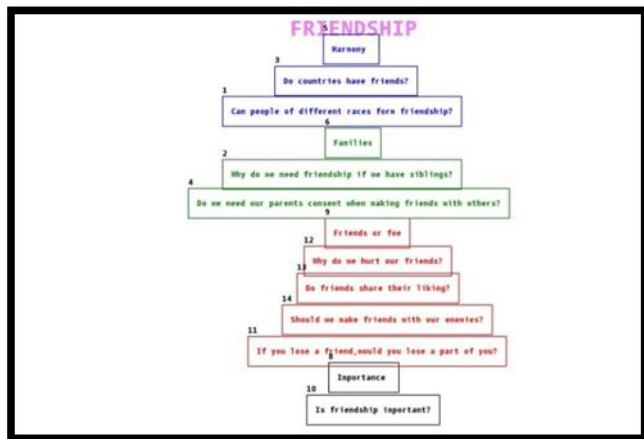 FRIENDSHIP
5
Harmony
3
Do countries have friends?
1
Can people of different races form friendship?
6
Families
2
Why do we need friendship if we have siblings?
4
Do we need our parents consent when making friends with others?
9
Friends or foe
12
Why do we hurt our friends?
13
Do friends share their liking?
14
Should we make friends with our enemies?
11
If you lose a friend,would you lose a part of you?
8
Importance
10
Is friendship important?